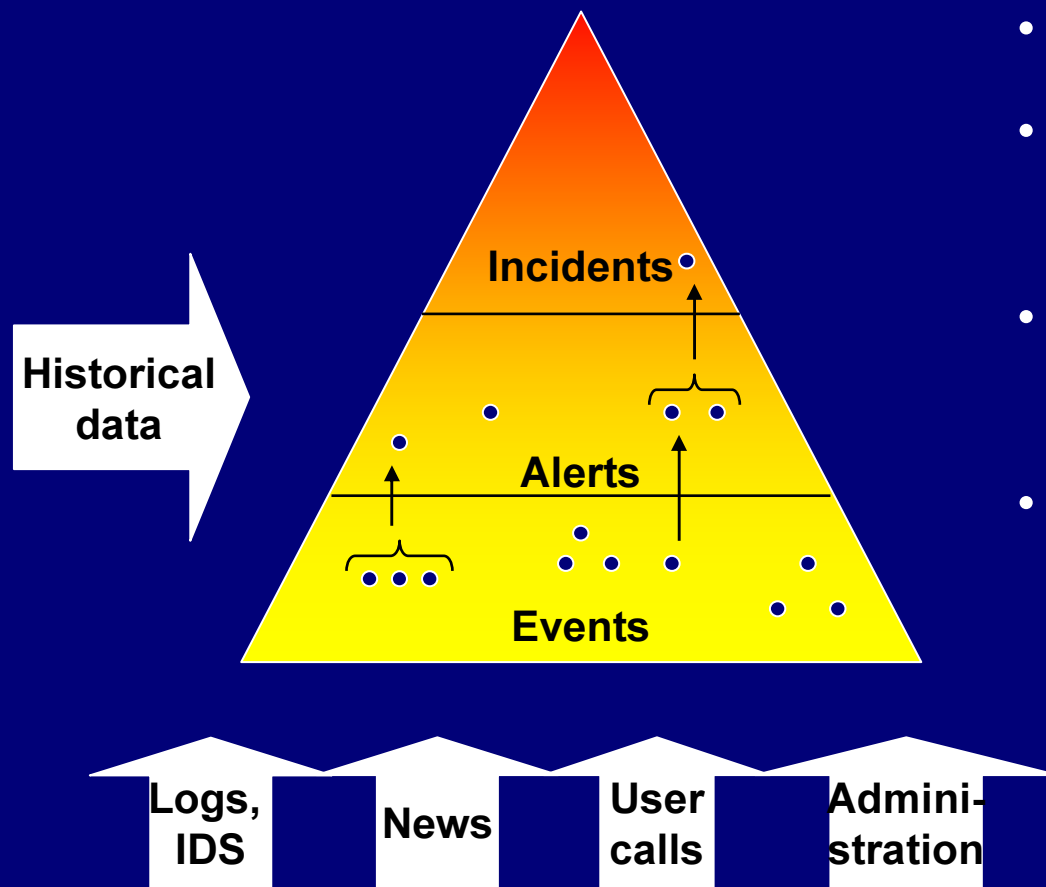 Incidents
Historical
data
Alerts
Events
Logs,
IDS
News
User
calls
Admini-
stration